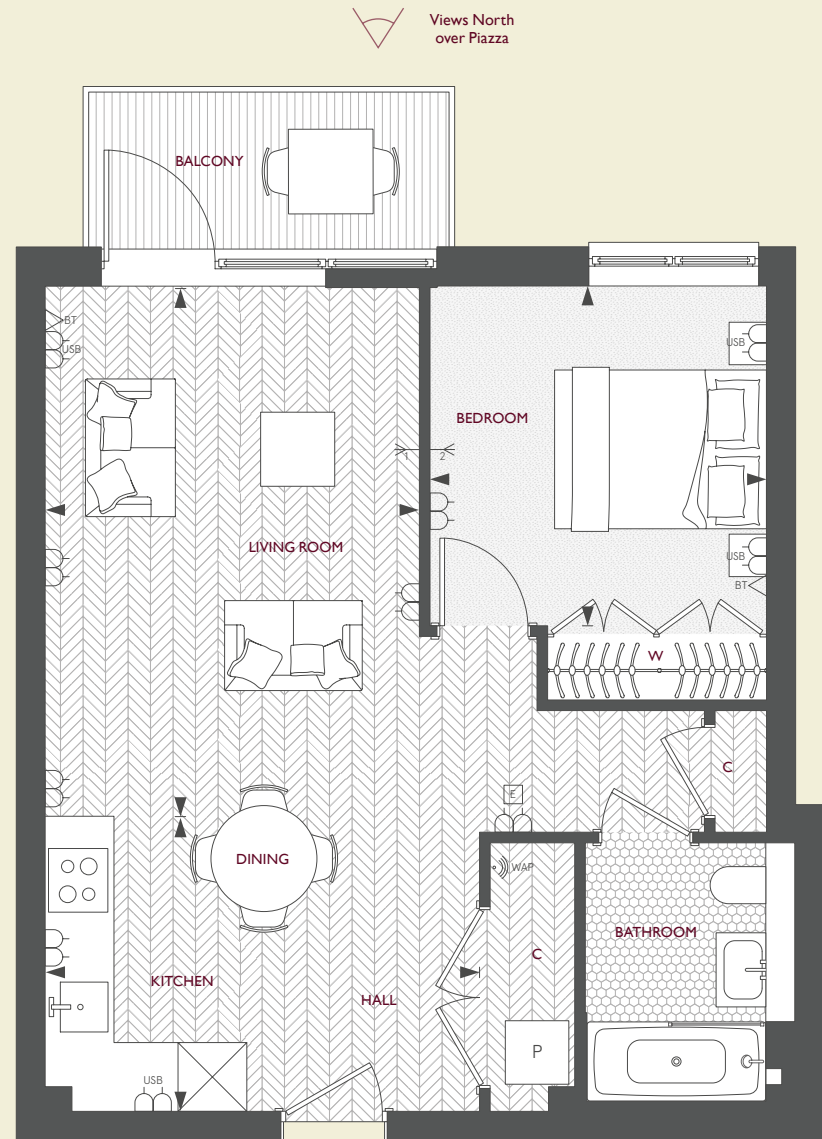 Views North
over Piazza
BALCONY
BT
USB
USB
BEDROOM
1
2
LIVING ROOM
USB
BT
W
C
E
DINING
WAP
BATHROOM
C
KITCHEN
HALL
P
USB